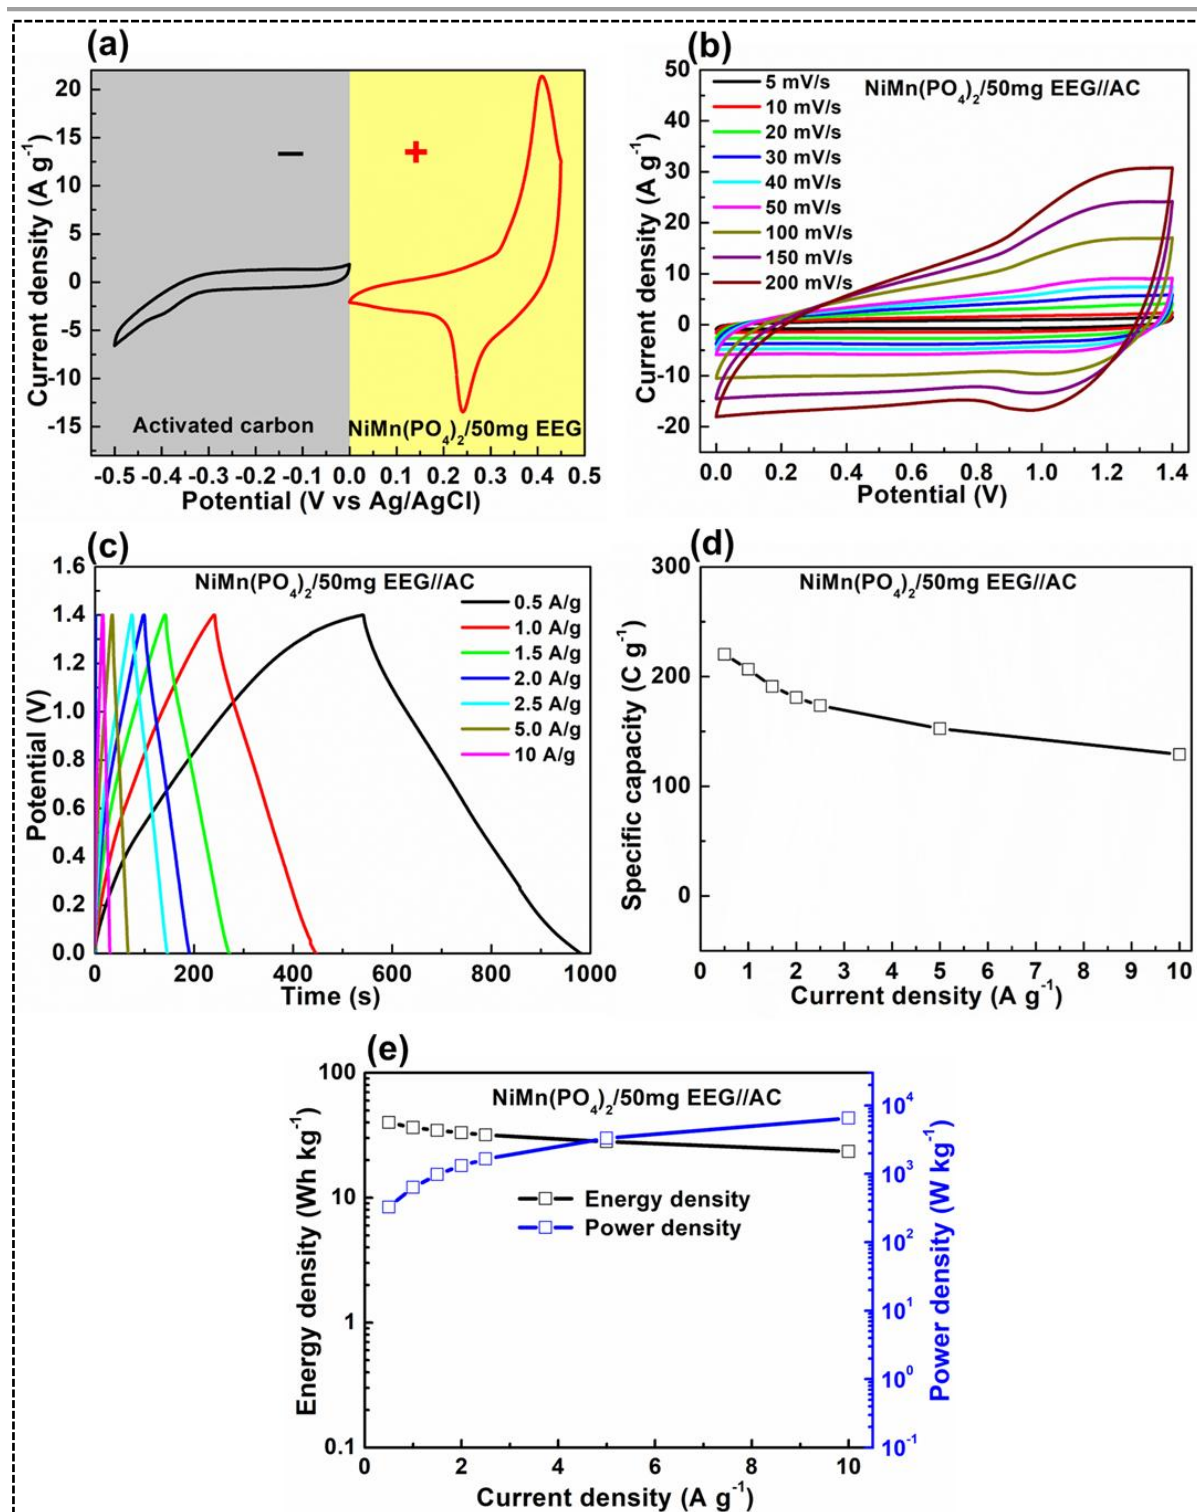 (a)
20
15
10
5
0
-5
-10
-15
Current density (A g⁻¹)
−
+
Activated carbon
NiMn(PO₄)₂/50mg EEG
-0.5 -0.4 -0.3 -0.2 -0.1 0.0 0.1 0.2 0.3 0.4 0.5
Potential (V vs Ag/AgCl)
(b)
50
40
30
20
10
0
-10
-20
Current density (A g⁻¹)
5 mV/s
10 mV/s
20 mV/s
30 mV/s
40 mV/s
50 mV/s
100 mV/s
150 mV/s
200 mV/s
NiMn(PO₄)₂/50mg EEG//AC
0.0 0.2 0.4 0.6 0.8 1.0 1.2 1.4
Potential (V)
(c)
1.6
1.4
1.2
1.0
0.8
0.6
0.4
0.2
0.0
Potential (V)
NiMn(PO₄)₂/50mg EEG//AC
0.5 A/g
1.0 A/g
1.5 A/g
2.0 A/g
2.5 A/g
5.0 A/g
10 A/g
0 200 400 600 800 1000
Time (s)
(d)
300
200
100
0
Specific capacity (C g⁻¹)
NiMn(PO₄)₂/50mg EEG//AC
0 1 2 3 4 5 6 7 8 9 10
Current density (A g⁻¹)
(e)
100
10
1
0.1
Energy density (Wh kg⁻¹)
NiMn(PO₄)₂/50mg EEG//AC
Energy density
Power density
10⁴
10³
10²
10¹
10⁰
10⁻¹
Power density (W kg⁻¹)
0 2 4 6 8 10
Current density (A g⁻¹)